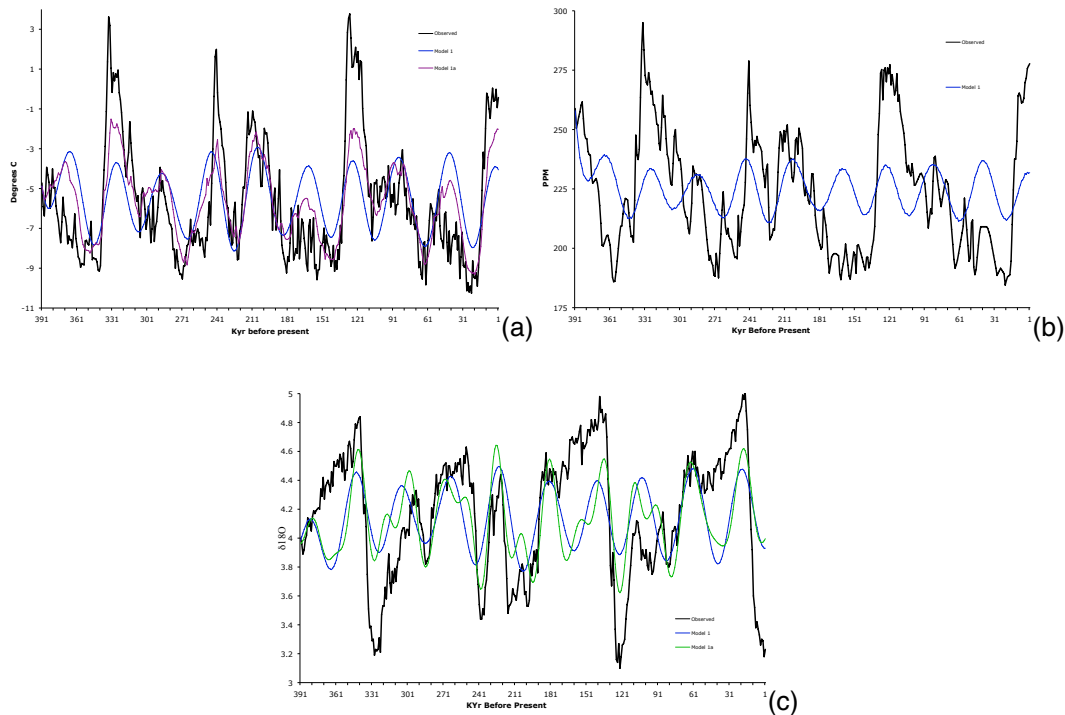 3
1
-1
-3
-5
-7
-9
-11
Degrees C
Observed
Model 1
Model 1a
391 361 331 301 271 241 211 181 151 121 91 61 31 1
Kyr before present
(a)
300
275
250
225
200
175
PPM
Observed
Model 1
391 361 331 301 271 241 211 181 151 121 91 61 31 1
Kyr Before Present
(b)
5
4.8
4.6
4.4
4.2
4
3.8
3.6
3.4
3.2
3
δ18O
Observed
Model 1
Model 1a
391 361 331 301 271 241 211 181 151 121 91 61 31 1
KYr Before Present
(c)